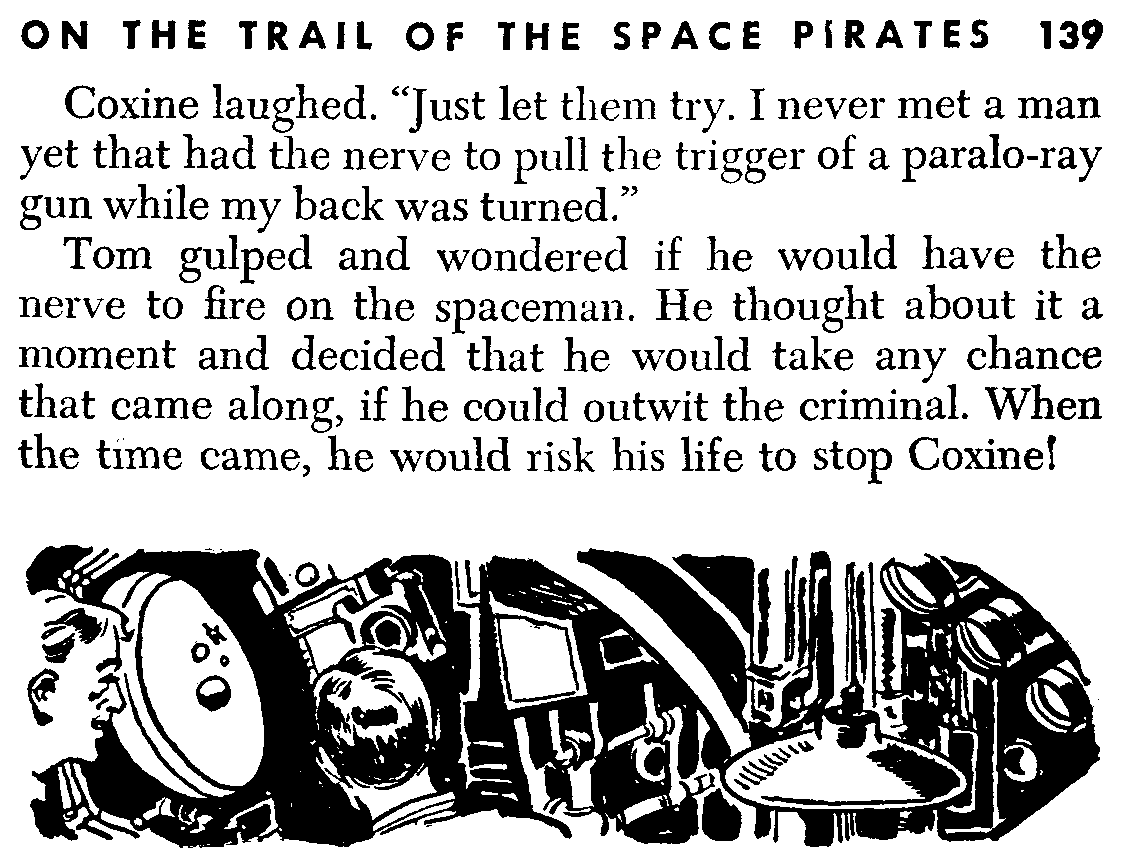 ON THE TRAIL OF THE SPACE PIRATES 139
Coxine laughed. “Just let them try. I never met a man
yet that had the nerve to pull the trigger of a paralo-ray
gun while my back was turned.”
Tom gulped and wondered if he would have the
nerve to fire on the spaceman. He thought about it a
moment and decided that he would take any chance
that came along, if he could outwit the criminal. When
the time came, he would risk his life to stop Coxine!